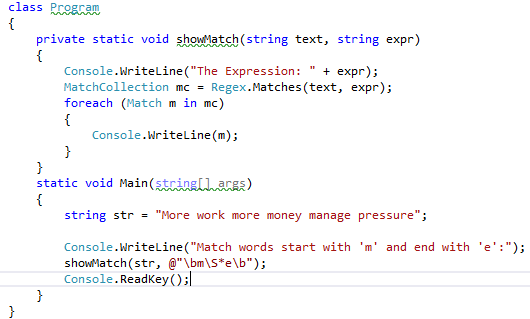 class Program
{
    private static void showMatch(string text, string expr)
    {
        Console.WriteLine("The Expression: " + expr);
        MatchCollection mc = Regex.Matches(text, expr);
        foreach (Match m in mc)
        {
            Console.WriteLine(m);
        }
    }
    static void Main(string[] args)
    {
        string str = "More work more money manage pressure";

        Console.WriteLine("Match words start with 'm' and end with 'e':");
        showMatch(str, @"\bm\S*e\b");
        Console.ReadKey();
    }
}